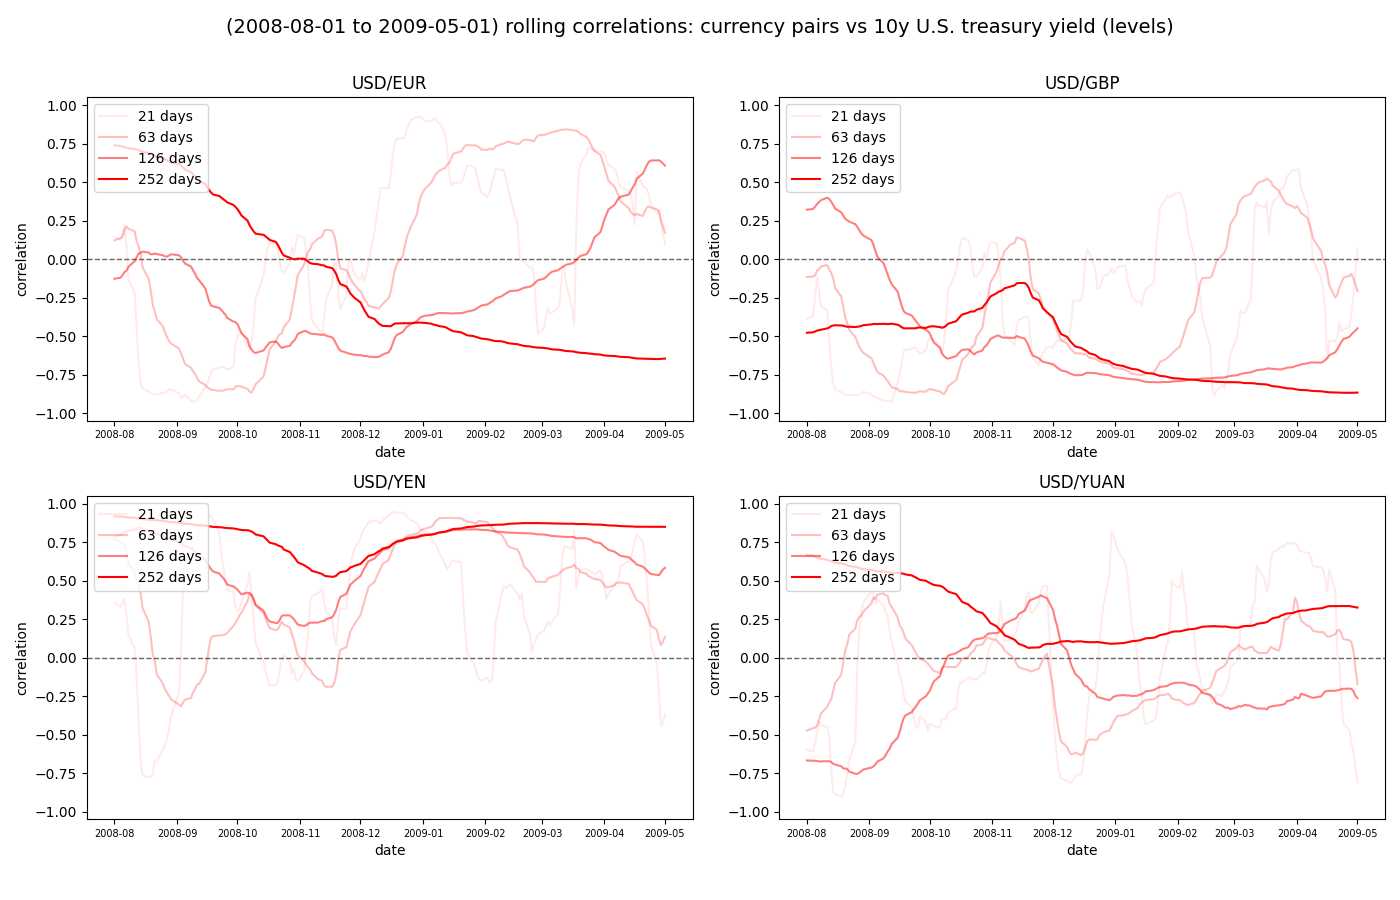 (2008-08-01 to 2009-05-01) rolling correlations: currency pairs vs 10y U.S. treasury yield (levels)
USD/EUR
1.00
0.75
0.50
0.25
0.00
−0.25
−0.50
−0.75
−1.00
correlation
21 days
63 days
126 days
252 days
2008-08 2008-09 2008-10 2008-11 2008-12 2009-01 2009-02 2009-03 2009-04 2009-05
date
USD/GBP
1.00
0.75
0.50
0.25
0.00
−0.25
−0.50
−0.75
−1.00
correlation
21 days
63 days
126 days
252 days
2008-08 2008-09 2008-10 2008-11 2008-12 2009-01 2009-02 2009-03 2009-04 2009-05
date
USD/YEN
1.00
0.75
0.50
0.25
0.00
−0.25
−0.50
−0.75
−1.00
correlation
21 days
63 days
126 days
252 days
2008-08 2008-09 2008-10 2008-11 2008-12 2009-01 2009-02 2009-03 2009-04 2009-05
date
USD/YUAN
1.00
0.75
0.50
0.25
0.00
−0.25
−0.50
−0.75
−1.00
correlation
21 days
63 days
126 days
252 days
2008-08 2008-09 2008-10 2008-11 2008-12 2009-01 2009-02 2009-03 2009-04 2009-05
date